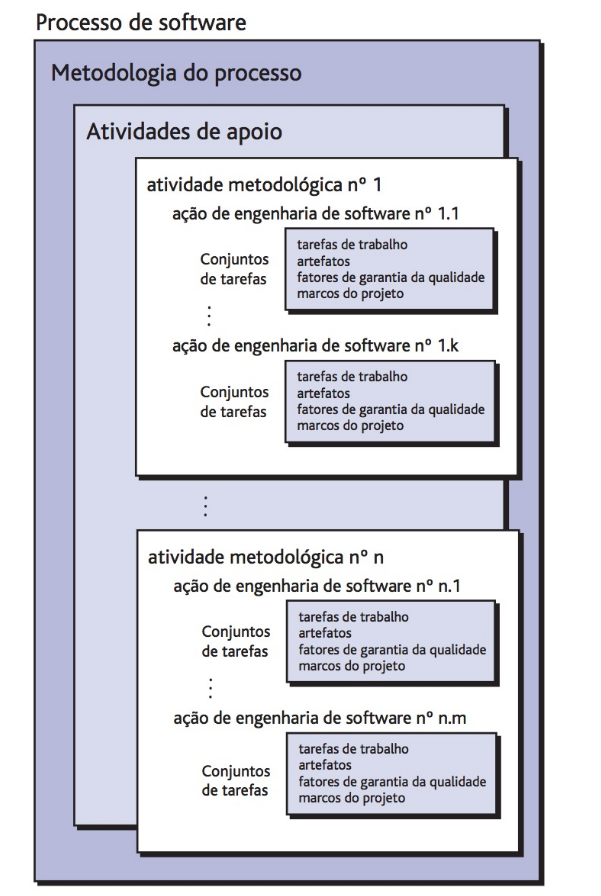 Processo de software
Metodologia do processo
Atividades de apoio
atividade metodológica nº 1
ação de engenharia de software nº 1.1
Conjuntos
de tarefas
tarefas de trabalho
artefatos
fatores de garantia da qualidade
marcos do projeto
ação de engenharia de software nº 1.k
Conjuntos
de tarefas
tarefas de trabalho
artefatos
fatores de garantia da qualidade
marcos do projeto
atividade metodológica nº n
ação de engenharia de software nº n.1
Conjuntos
de tarefas
tarefas de trabalho
artefatos
fatores de garantia da qualidade
marcos do projeto
ação de engenharia de software nº n.m
Conjuntos
de tarefas
tarefas de trabalho
artefatos
fatores de garantia da qualidade
marcos do projeto